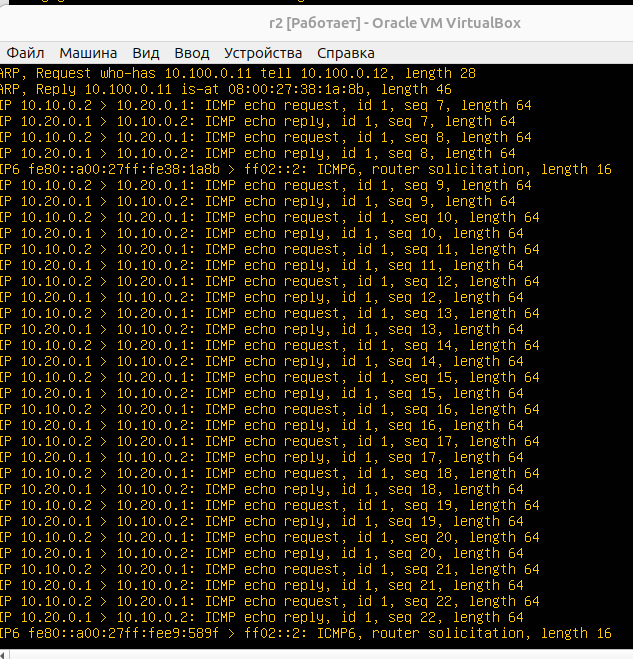 r2 [Работает] - Oracle VM VirtualBox
Файл Машина Вид Ввод Устройства Справка
ARP, Request who-has 10.100.0.11 tell 10.100.0.12, length 28
ARP, Reply 10.100.0.11 is-at 08:00:27:38:1a:8b, length 46
IP 10.10.0.2 > 10.20.0.1: ICMP echo request, id 1, seq 7, length 64
IP 10.20.0.1 > 10.10.0.2: ICMP echo reply, id 1, seq 7, length 64
IP 10.10.0.2 > 10.20.0.1: ICMP echo request, id 1, seq 8, length 64
IP 10.20.0.1 > 10.10.0.2: ICMP echo reply, id 1, seq 8, length 64
IP6 fe80::a00:27ff:fe38:1a8b > ff02::2: ICMP6, router solicitation, length 16
IP 10.10.0.2 > 10.20.0.1: ICMP echo request, id 1, seq 9, length 64
IP 10.20.0.1 > 10.10.0.2: ICMP echo reply, id 1, seq 9, length 64
IP 10.10.0.2 > 10.20.0.1: ICMP echo request, id 1, seq 10, length 64
IP 10.20.0.1 > 10.10.0.2: ICMP echo reply, id 1, seq 10, length 64
IP 10.10.0.2 > 10.20.0.1: ICMP echo request, id 1, seq 11, length 64
IP 10.20.0.1 > 10.10.0.2: ICMP echo reply, id 1, seq 11, length 64
IP 10.10.0.2 > 10.20.0.1: ICMP echo request, id 1, seq 12, length 64
IP 10.20.0.1 > 10.10.0.2: ICMP echo reply, id 1, seq 12, length 64
IP 10.10.0.2 > 10.20.0.1: ICMP echo request, id 1, seq 13, length 64
IP 10.20.0.1 > 10.10.0.2: ICMP echo reply, id 1, seq 13, length 64
IP 10.10.0.2 > 10.20.0.1: ICMP echo request, id 1, seq 14, length 64
IP 10.20.0.1 > 10.10.0.2: ICMP echo reply, id 1, seq 14, length 64
IP 10.10.0.2 > 10.20.0.1: ICMP echo request, id 1, seq 15, length 64
IP 10.20.0.1 > 10.10.0.2: ICMP echo reply, id 1, seq 15, length 64
IP 10.10.0.2 > 10.20.0.1: ICMP echo request, id 1, seq 16, length 64
IP 10.20.0.1 > 10.10.0.2: ICMP echo reply, id 1, seq 16, length 64
IP 10.10.0.2 > 10.20.0.1: ICMP echo request, id 1, seq 17, length 64
IP 10.20.0.1 > 10.10.0.2: ICMP echo reply, id 1, seq 17, length 64
IP 10.10.0.2 > 10.20.0.1: ICMP echo request, id 1, seq 18, length 64
IP 10.20.0.1 > 10.10.0.2: ICMP echo reply, id 1, seq 18, length 64
IP 10.10.0.2 > 10.20.0.1: ICMP echo request, id 1, seq 19, length 64
IP 10.20.0.1 > 10.10.0.2: ICMP echo reply, id 1, seq 19, length 64
IP 10.10.0.2 > 10.20.0.1: ICMP echo request, id 1, seq 20, length 64
IP 10.20.0.1 > 10.10.0.2: ICMP echo reply, id 1, seq 20, length 64
IP 10.10.0.2 > 10.20.0.1: ICMP echo request, id 1, seq 21, length 64
IP 10.20.0.1 > 10.10.0.2: ICMP echo reply, id 1, seq 21, length 64
IP 10.10.0.2 > 10.20.0.1: ICMP echo request, id 1, seq 22, length 64
IP 10.20.0.1 > 10.10.0.2: ICMP echo reply, id 1, seq 22, length 64
IP6 fe80::a00:27ff:fee9:589f > ff02::2: ICMP6, router solicitation, length 16